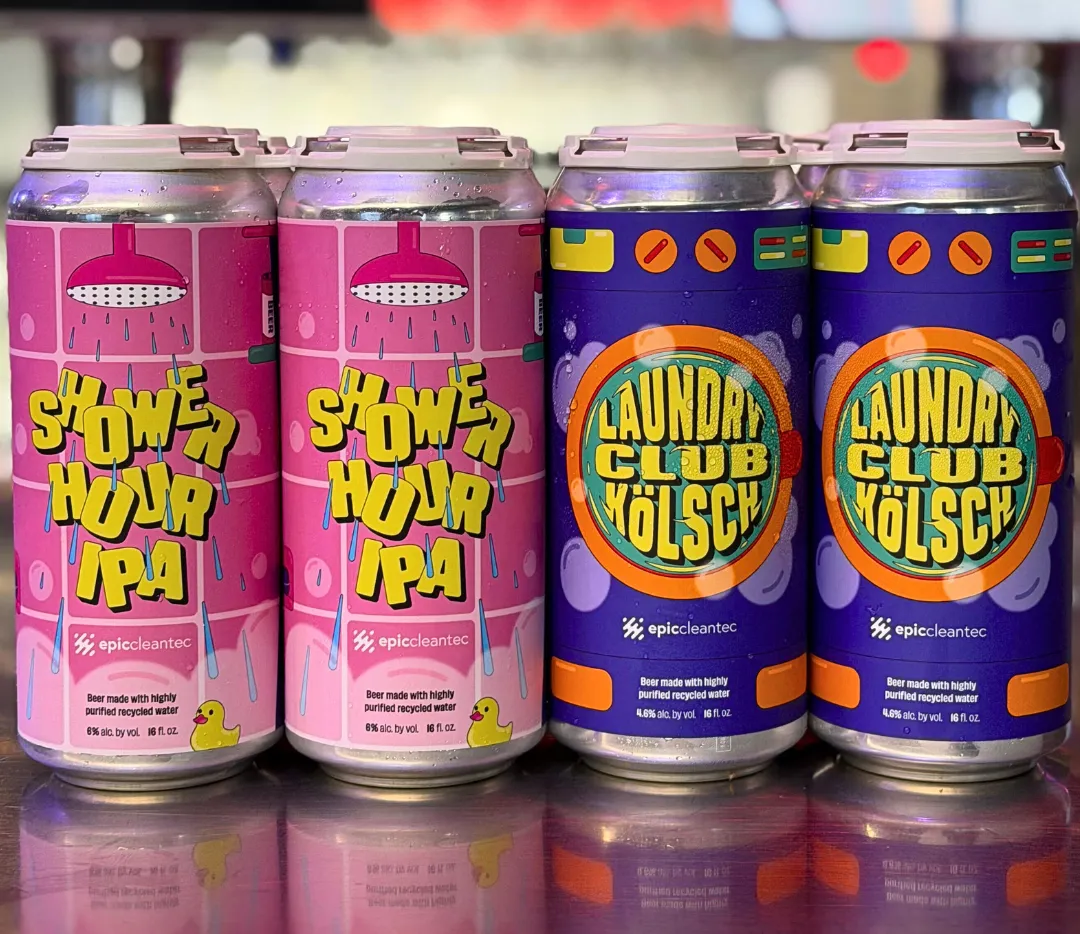 SHOWER
HOUR
IPA
epiccleantec
Beer made with highly
purified recycled water
6% alc. by vol. 16 fl. oz.
BEER
SHOWER
HOUR
IPA
epiccleantec
Beer made with highly
purified recycled water
6% alc. by vol. 16 fl. oz.
BEER
LAUNDRY
CLUB
KÖLSCH
epiccleantec
Beer made with highly
purified recycled water
4.6% alc. by vol. 16 fl. oz.
LAUNDRY
CLUB
KÖLSCH
epiccleantec
Beer made with highly
purified recycled water
4.6% alc. by vol. 16 fl. oz.